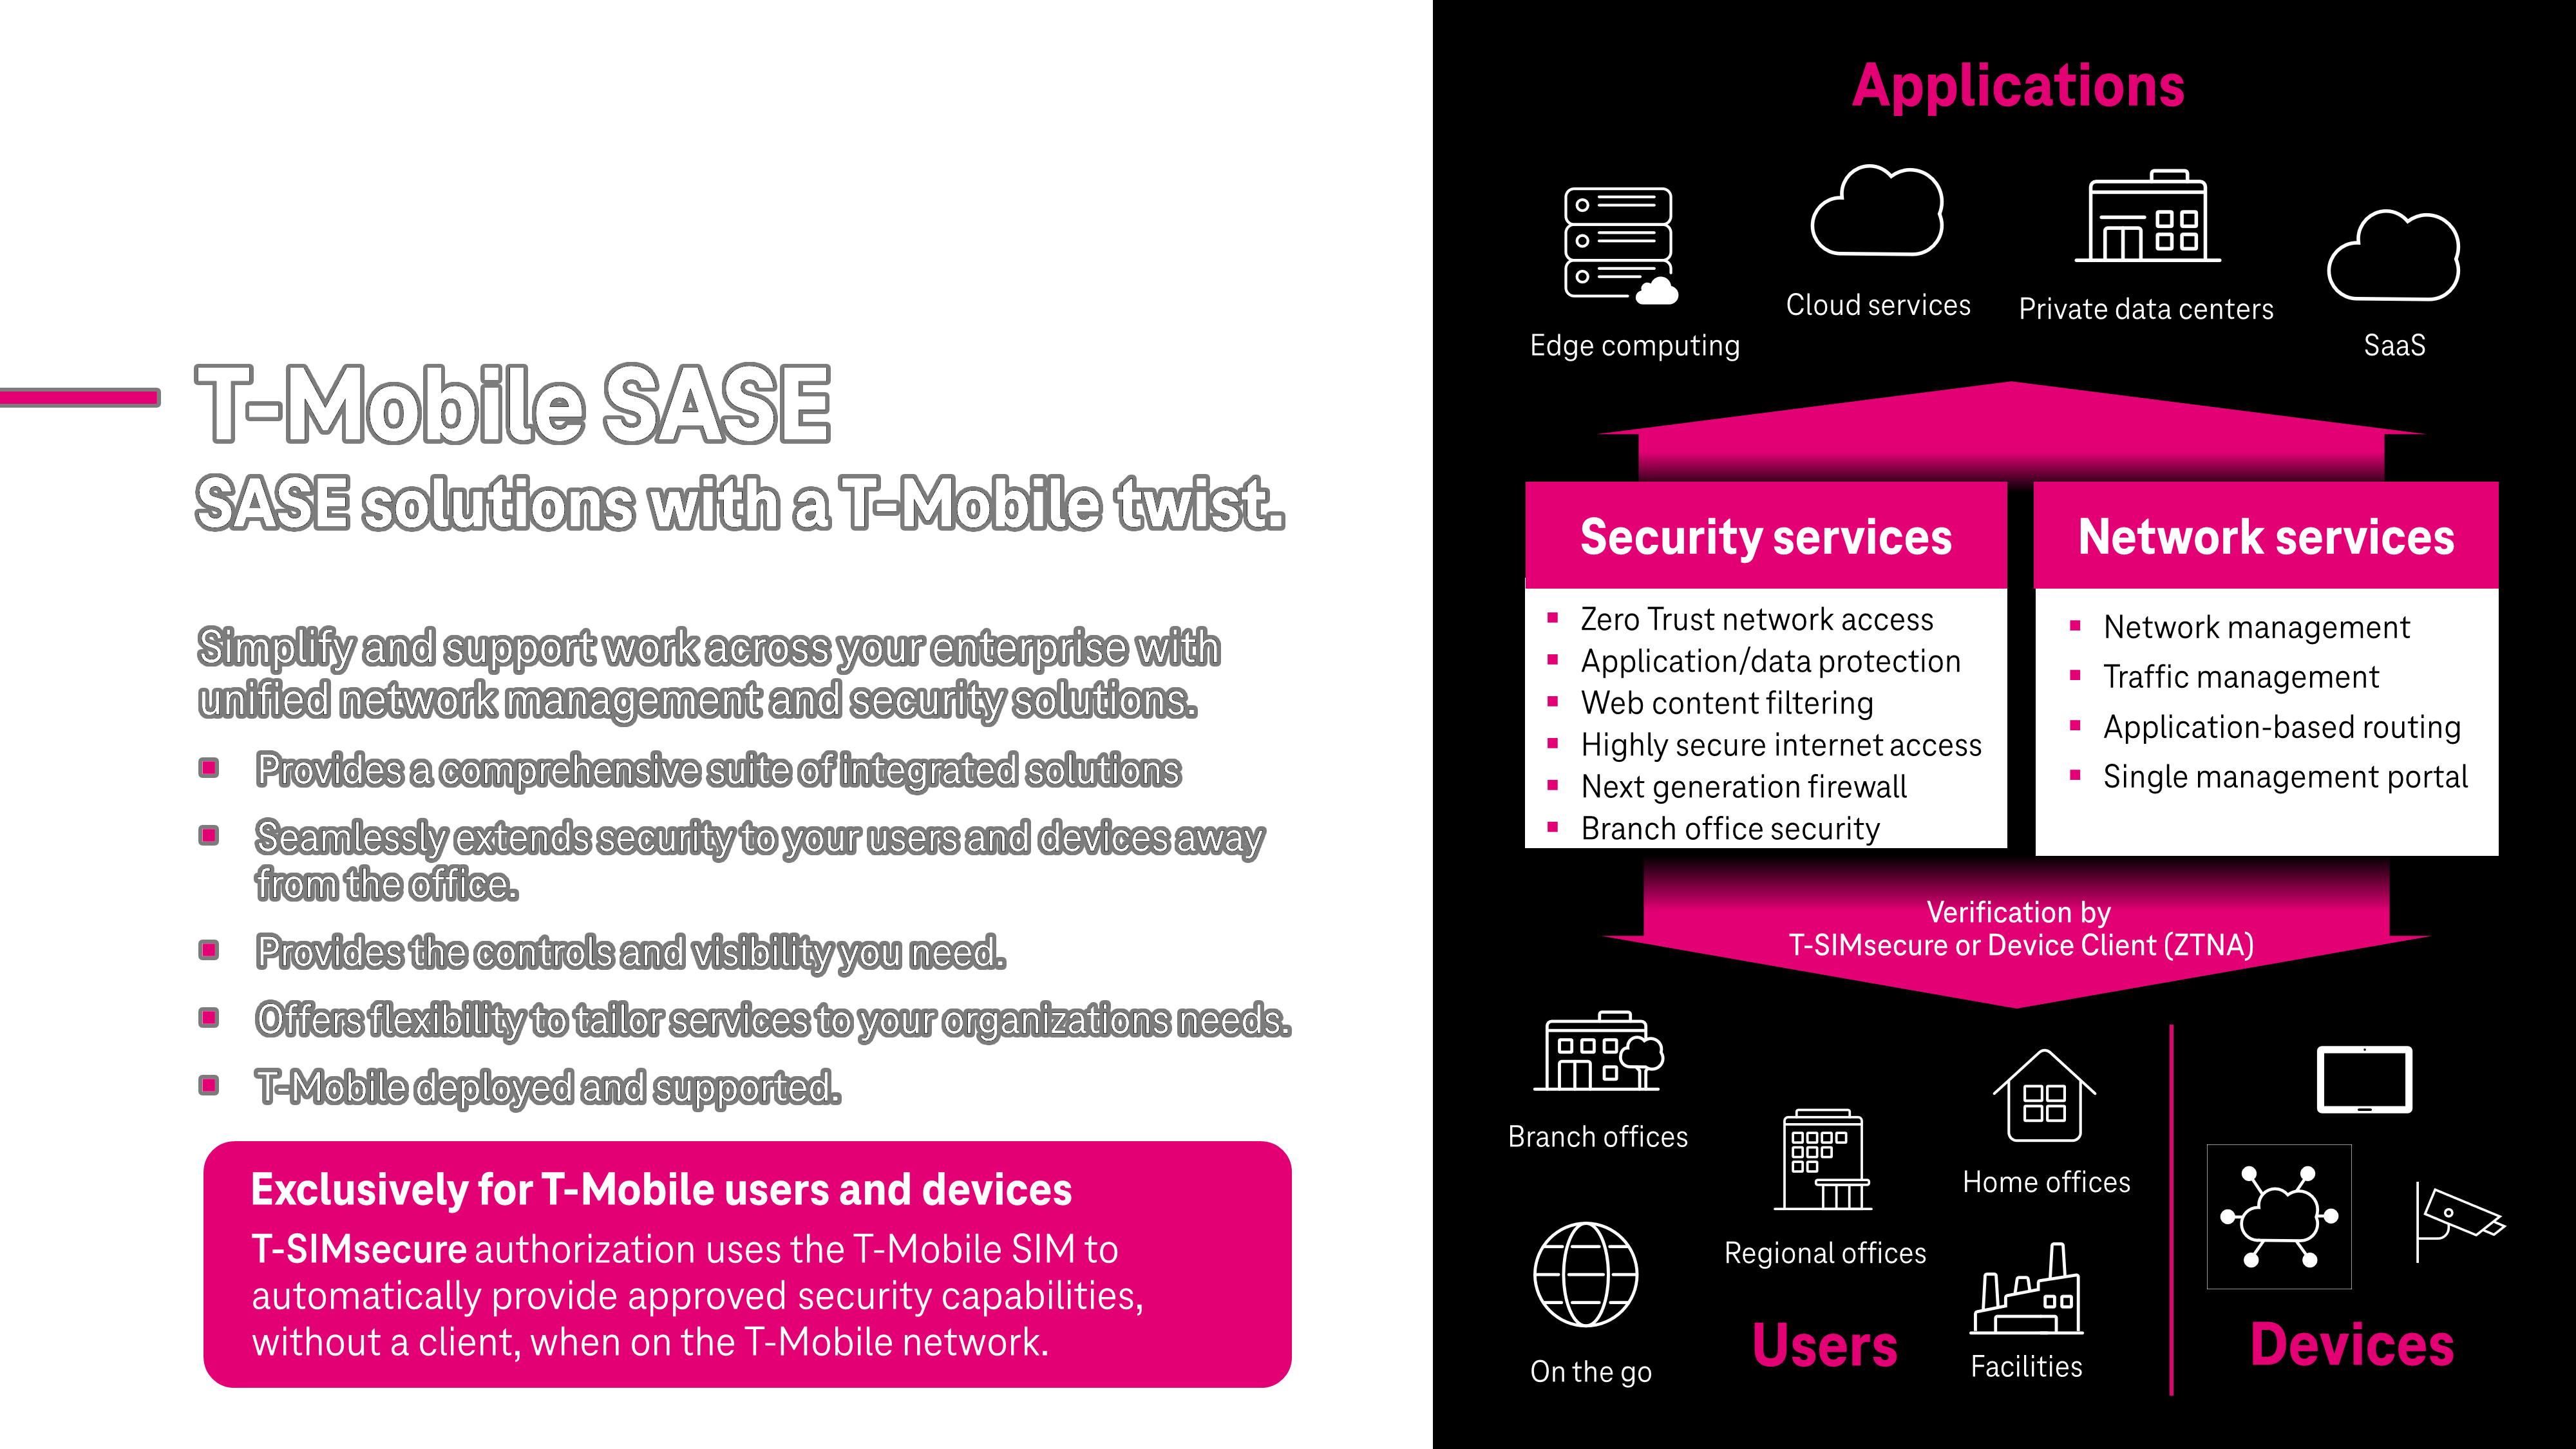 T-Mobile SASE
SASE solutions with a T-Mobile twist.
Simplify and support work across your enterprise with
unified network management and security solutions.
Provides a comprehensive suite of integrated solutions
Seamlessly extends security to your users and devices away
from the office.
Provides the controls and visibility you need.
Offers flexibility to tailor services to your organizations needs.
T-Mobile deployed and supported.
Exclusively for T-Mobile users and devices
T-SIMsecure authorization uses the T-Mobile SIM to
automatically provide approved security capabilities,
without a client, when on the T-Mobile network.
Applications
Edge computing
Cloud services
Private data centers
SaaS
Security services
Zero Trust network access
Application/data protection
Web content filtering
Highly secure internet access
Next generation firewall
Branch office security
Network services
Network management
Traffic management
Application-based routing
Single management portal
Verification by
T-SIMsecure or Device Client (ZTNA)
Branch offices
Regional offices
Home offices
On the go
Facilities
Users
Devices